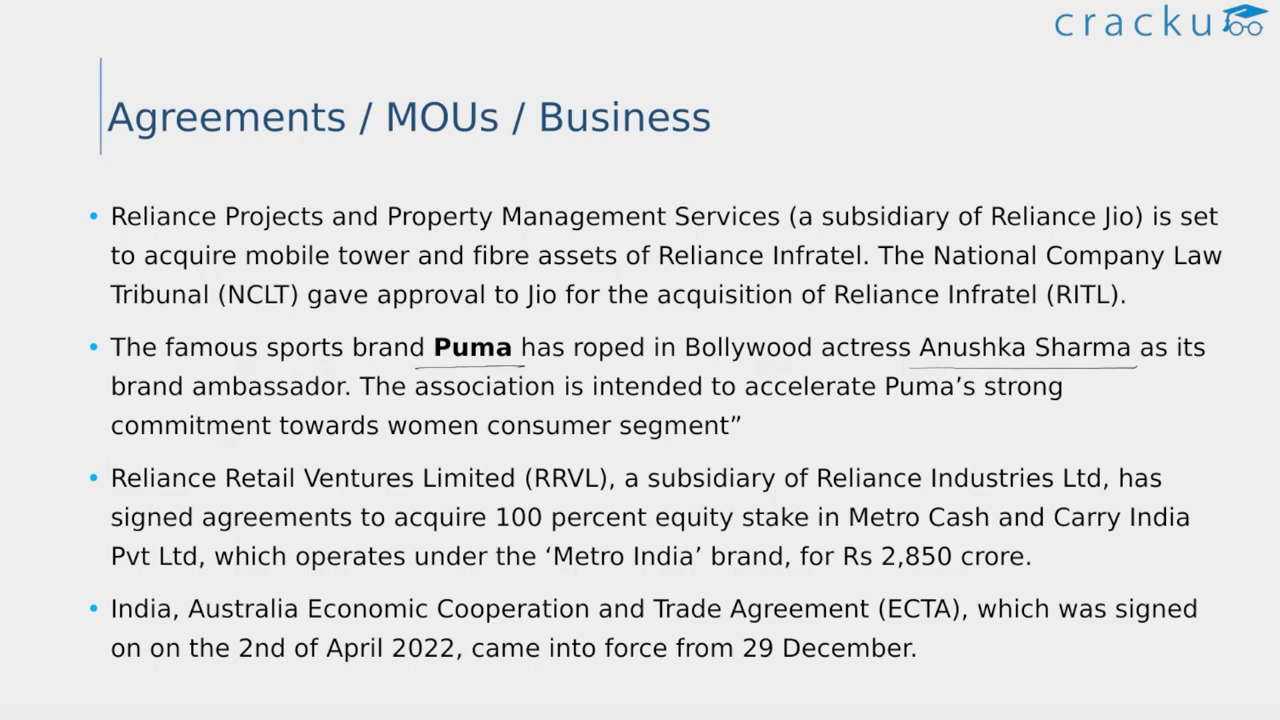 cracku
Agreements / MOUs / Business
• Reliance Projects and Property Management Services (a subsidiary of Reliance Jio) is set
to acquire mobile tower and fibre assets of Reliance Infratel. The National Company Law
Tribunal (NCLT) gave approval to Jio for the acquisition of Reliance Infratel (RITL).
• The famous sports brand Puma has roped in Bollywood actress Anushka Sharma as its
brand ambassador. The association is intended to accelerate Puma’s strong
commitment towards women consumer segment”
• Reliance Retail Ventures Limited (RRVL), a subsidiary of Reliance Industries Ltd, has
signed agreements to acquire 100 percent equity stake in Metro Cash and Carry India
Pvt Ltd, which operates under the ‘Metro India’ brand, for Rs 2,850 crore.
• India, Australia Economic Cooperation and Trade Agreement (ECTA), which was signed
on on the 2nd of April 2022, came into force from 29 December.